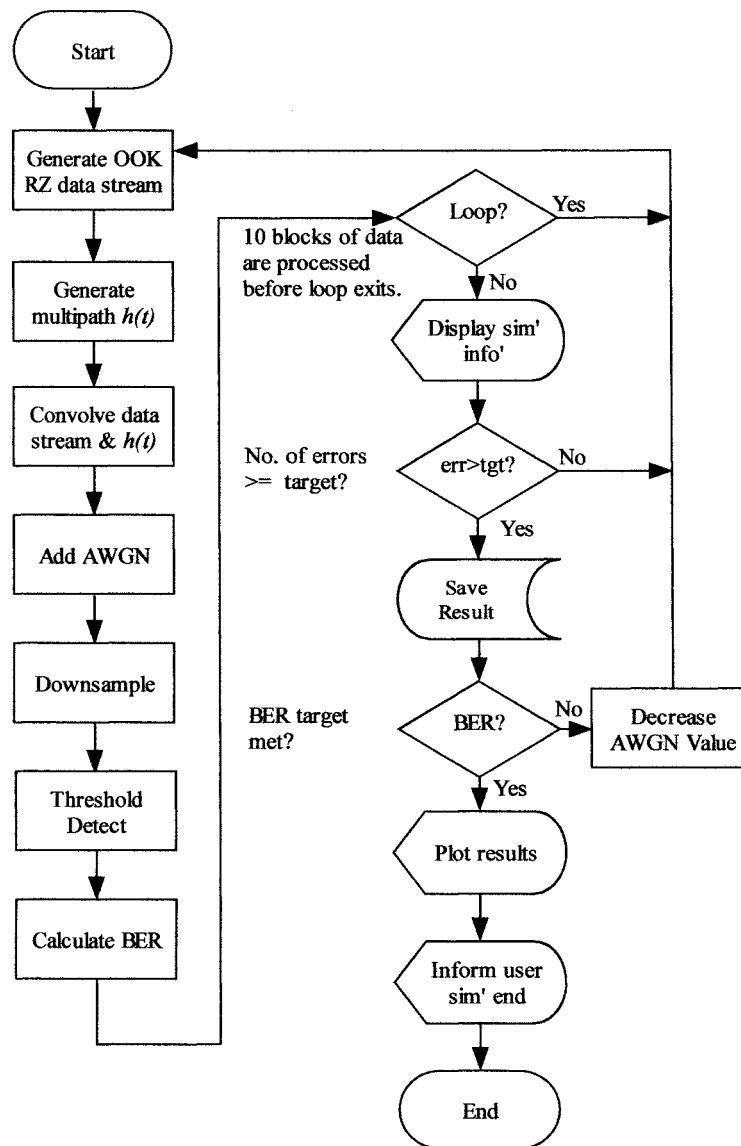 Start
Generate OOK
RZ data stream
Generate
multipath h(t)
Convolve data
stream & h(t)
Add AWGN
Downsample
Threshold
Detect
Calculate BER
Loop?
Yes
10 blocks of data
are processed
before loop exits.
No
Display sim'
info'
No. of errors
>= target?
err>tgt?
No
Yes
Save
Result
BER target
met?
BER?
No
Decrease
AWGN Value
Yes
Plot results
Inform user
sim' end
End